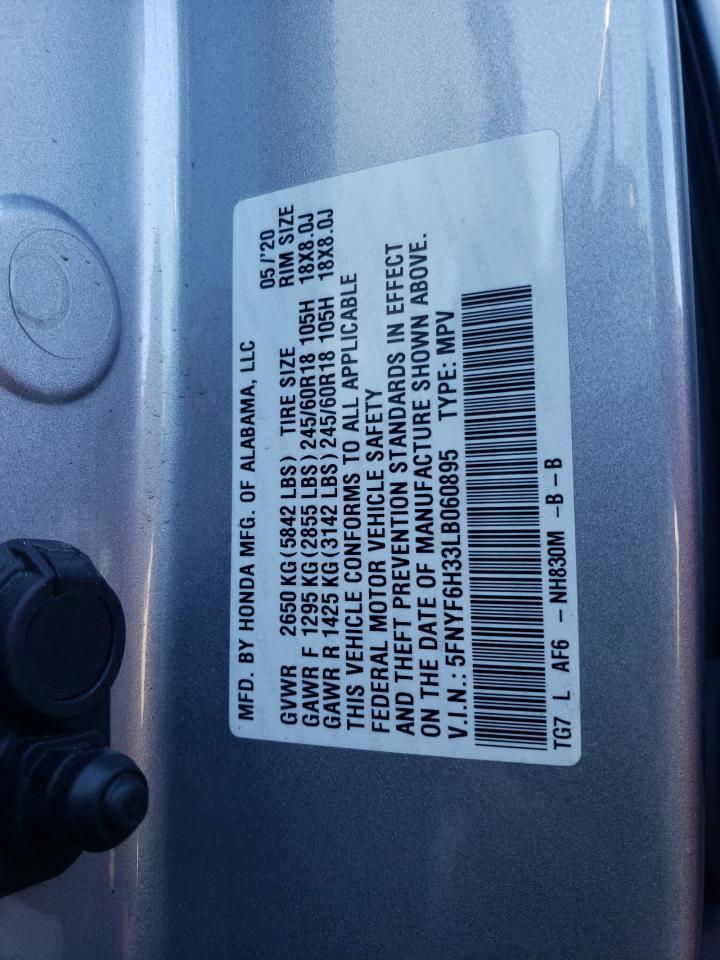 MFD. BY HONDA MFG. OF ALABAMA, LLC 05/'20
GVWR 2650 KG(5842 LBS) TIRE SIZE RIM SIZE
GAWR F 1295 KG(2855 LBS)245/60R18 105H 18X8.0J
GAWR R 1425 KG(3142 LBS)245/60R18 105H 18X8.0J
THIS VEHICLE CONFORMS TO ALL APPLICABLE
FEDERAL MOTOR VEHICLE SAFETY
AND THEFT PREVENTION STANDARDS IN EFFECT
ON THE DATE OF MANUFACTURE SHOWN ABOVE.
V.I.N.: 5FNYF6H33LB060895 TYPE: MPV
TG7 L AF6 - NH830M -B-B